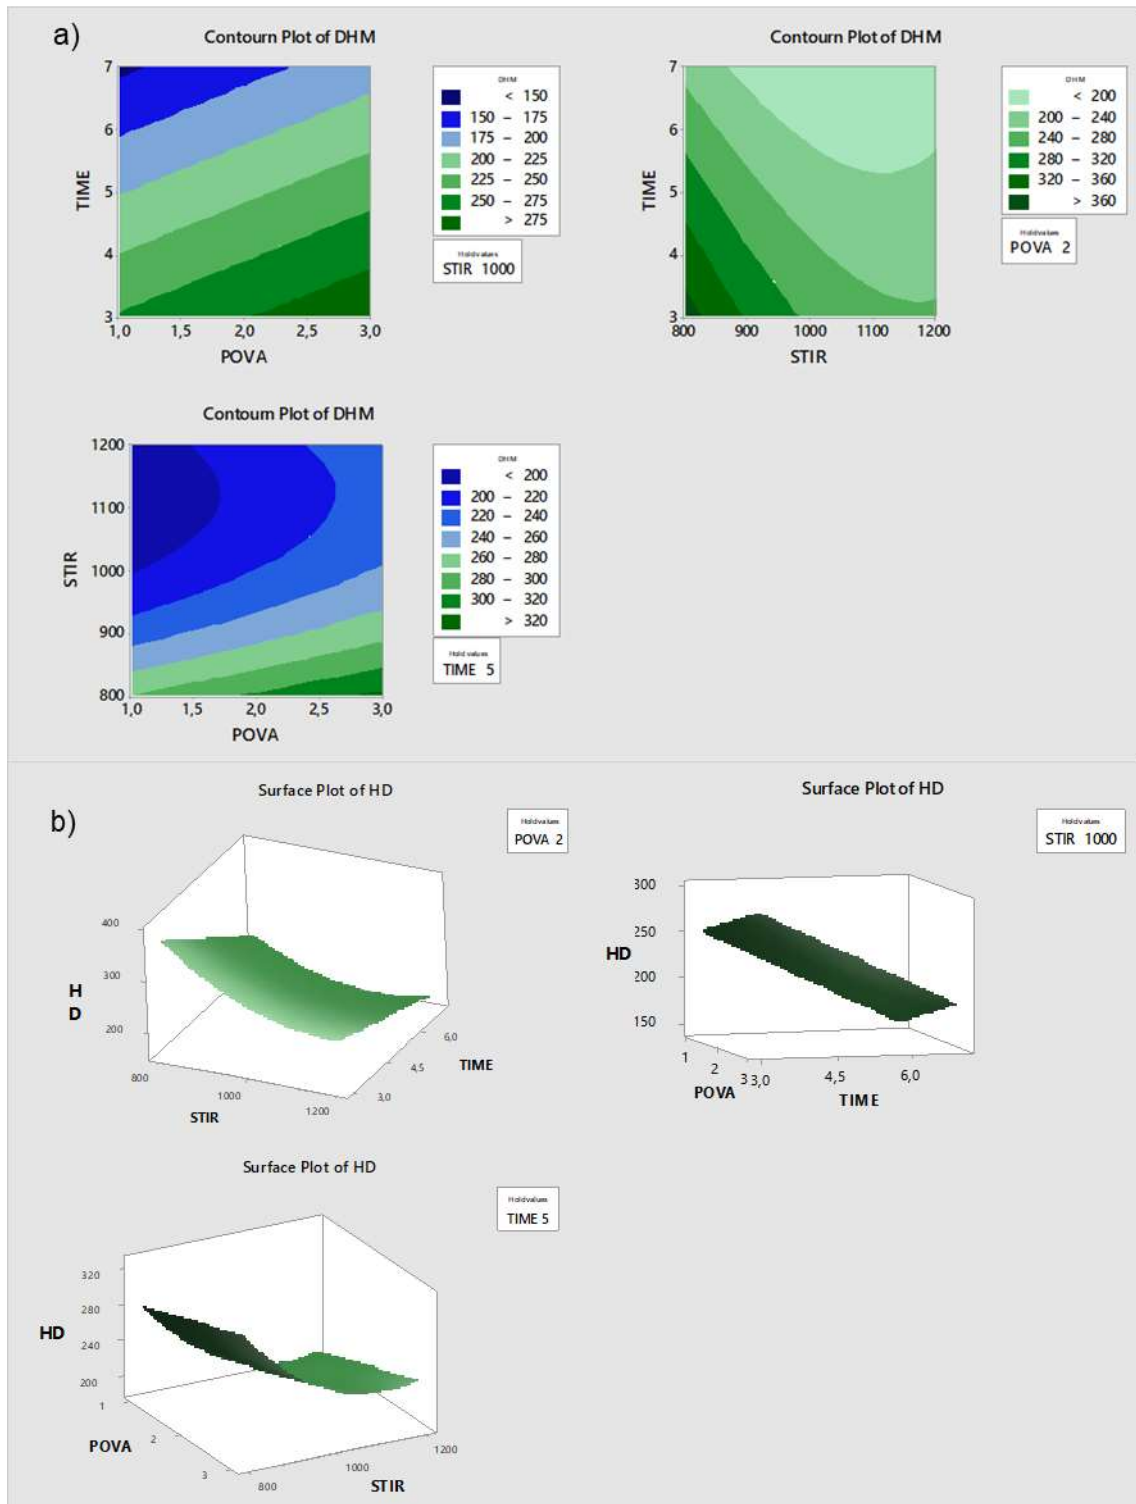 a)
Contourn Plot of DHM
7
6
5
4
3
TIME
1,0 1,5 2,0 2,5 3,0
POVA
DHM
< 150
150 – 175
175 – 200
200 – 225
225 – 250
250 – 275
> 275
Hold values
STIR 1000
Contourn Plot of DHM
7
6
5
4
3
TIME
800 900 1000 1100 1200
STIR
DHM
< 200
200 – 240
240 – 280
280 – 320
320 – 360
> 360
Hold values
POVA 2
Contourn Plot of DHM
1200
1100
1000
900
800
STIR
1,0 1,5 2,0 2,5 3,0
POVA
DHM
< 200
200 – 220
220 – 240
240 – 260
260 – 280
280 – 300
300 – 320
> 320
Hold values
TIME 5
b)
Surface Plot of HD
Hold values
POVA 2
400
300
200
H
D
800
1000
1200
STIR
3,0
4,5
6,0
TIME
Surface Plot of HD
Hold values
STIR 1000
300
250
200
150
HD
1
2
3
POVA
3,0
4,5
6,0
TIME
Surface Plot of HD
Hold values
TIME 5
320
280
240
200
HD
1
2
3
POVA
800
1000
1200
STIR